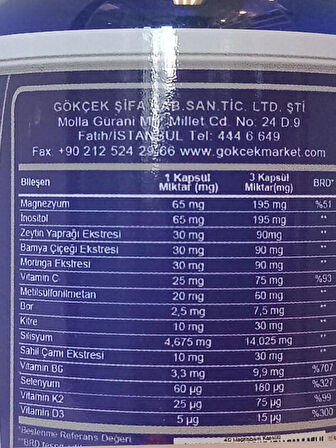 GÖKÇEK ŞİFA LAB.SAN.TİC. LTD. ŞTİ
Molla Gürani Mh. Millet Cd. No: 24 D.9
Fatih/İSTANBUL Tel: 444 6 649
Fax: +90 212 524 29 66 www.gokcekmarket.com
Bileşen 1 Kapsül Miktar (mg) 3 Kapsül Miktar(mg) BRD*
Magnezyum 65 mg 195 mg %51
İnositol 65 mg 195 mg **
Zeytin Yaprağı Ekstresi 30 mg 90mg **
Bamya Çiçeği Ekstresi 30 mg 90 mg **
Moringa Ekstresi 30 mg 90 mg **
Vitamin C 25 mg 75 mg %93
Metilsülfonilmetan 20 mg 60 mg **
Bor 2,5 mg 7,5 mg **
Kitre 10 mg 30 mg **
Silisyum 4,675 mg 14,025 mg **
Sahil Çamı Ekstresi 10 mg 30 mg **
Vitamin B6 3,3 mg 9,9 mg %707
Selenyum 60 µg 180 µg %327
Vitamin K2 25 µg 75 µg %99
Vitamin D3 5 µg 15 µg %300
*Beslenme Referans Değeri